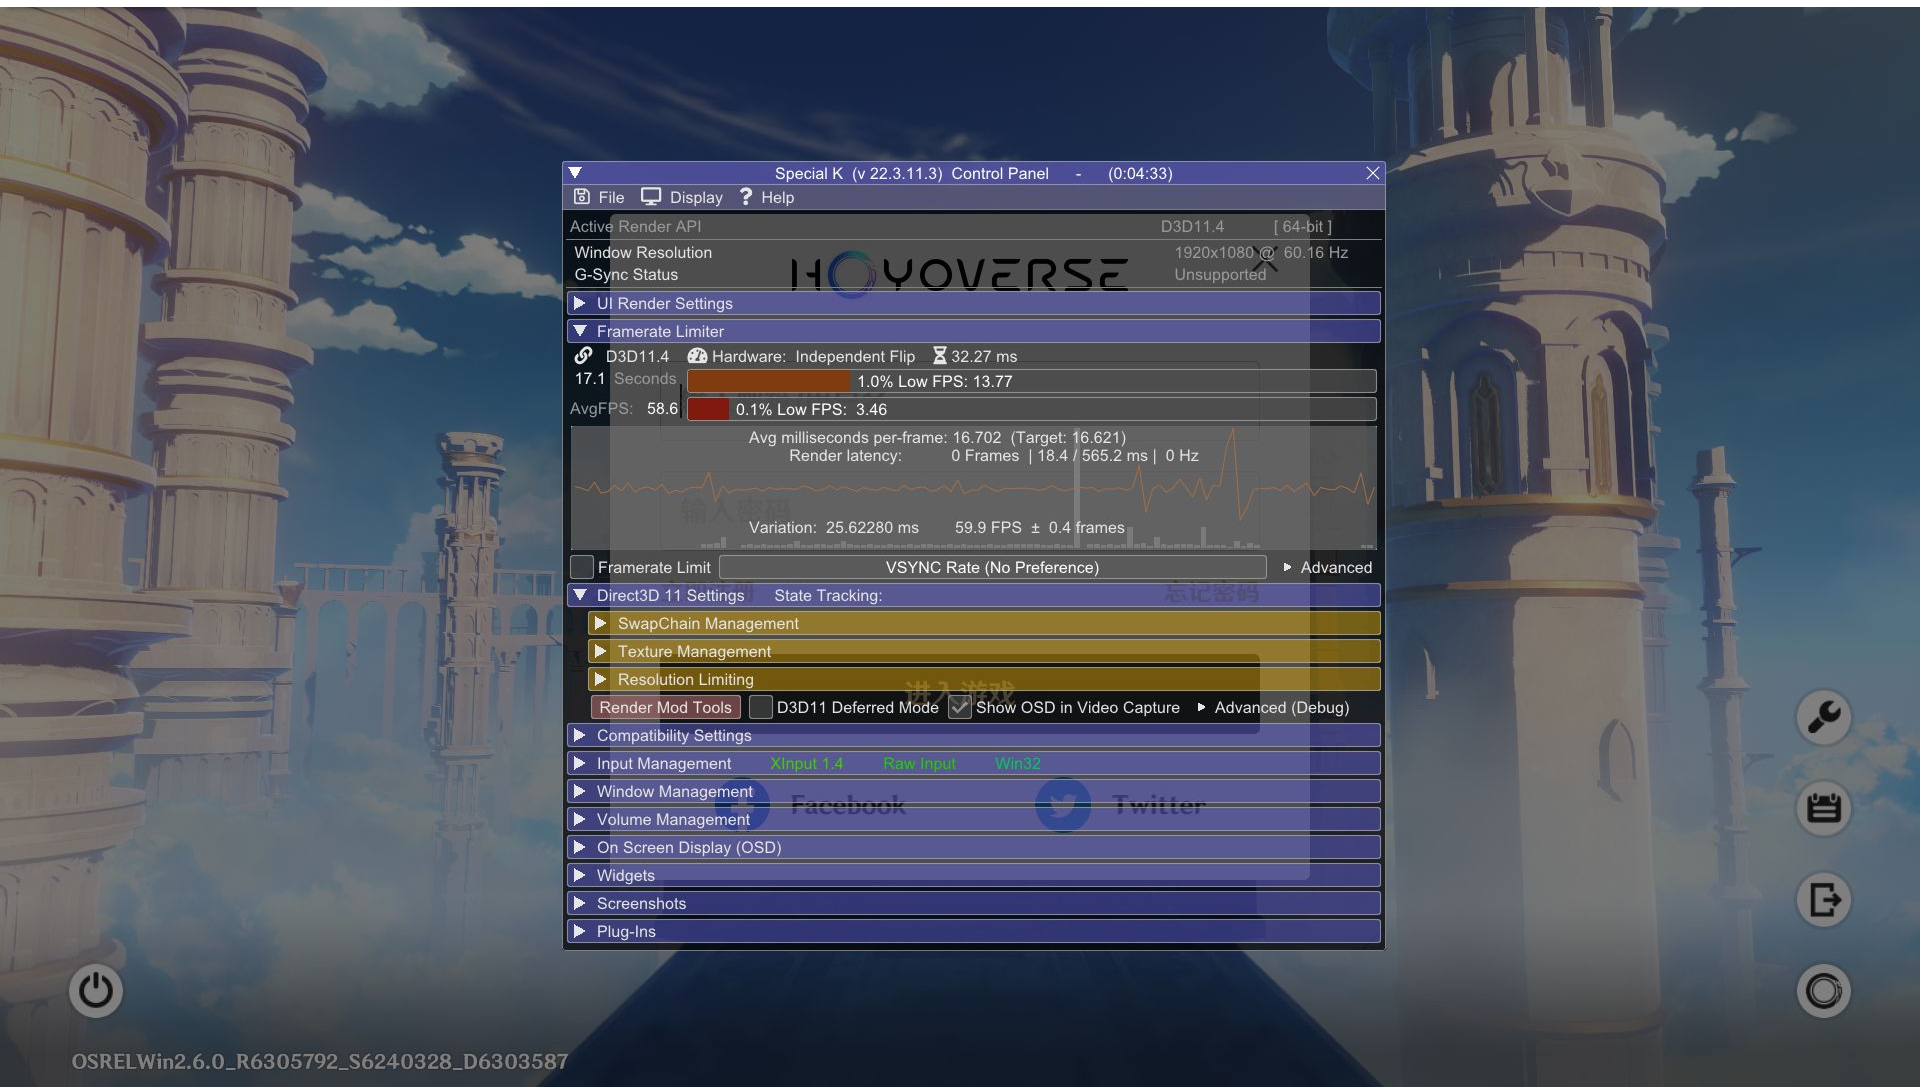 Special K (v 22.3.11.3) Control Panel - (0:04:33)
File Display ? Help
Active Render API D3D11.4 [ 64-bit ]
Window Resolution 1920x1080 @ 60.16 Hz
G-Sync Status Unsupported
HOYOVERSE
UI Render Settings
Framerate Limiter
D3D11.4 Hardware: Independent Flip 32.27 ms
17.1 Seconds 1.0% Low FPS: 13.77
AvgFPS: 58.6 0.1% Low FPS: 3.46
Avg milliseconds per-frame: 16.702 (Target: 16.621)
Render latency: 0 Frames | 18.4 / 565.2 ms | 0 Hz
输入密码
Variation: 25.62280 ms 59.9 FPS ± 0.4 frames
Framerate Limit VSYNC Rate (No Preference) Advanced
忘记密码
Direct3D 11 Settings State Tracking:
SwapChain Management
Texture Management
Resolution Limiting
进入游戏
Render Mod Tools D3D11 Deferred Mode Show OSD in Video Capture Advanced (Debug)
Compatibility Settings
Input Management XInput 1.4 Raw Input Win32
Window Management
Facebook Twitter
Volume Management
On Screen Display (OSD)
Widgets
Screenshots
Plug-Ins
OSRELWin2.6.0_R6305792_S6240328_D6303587